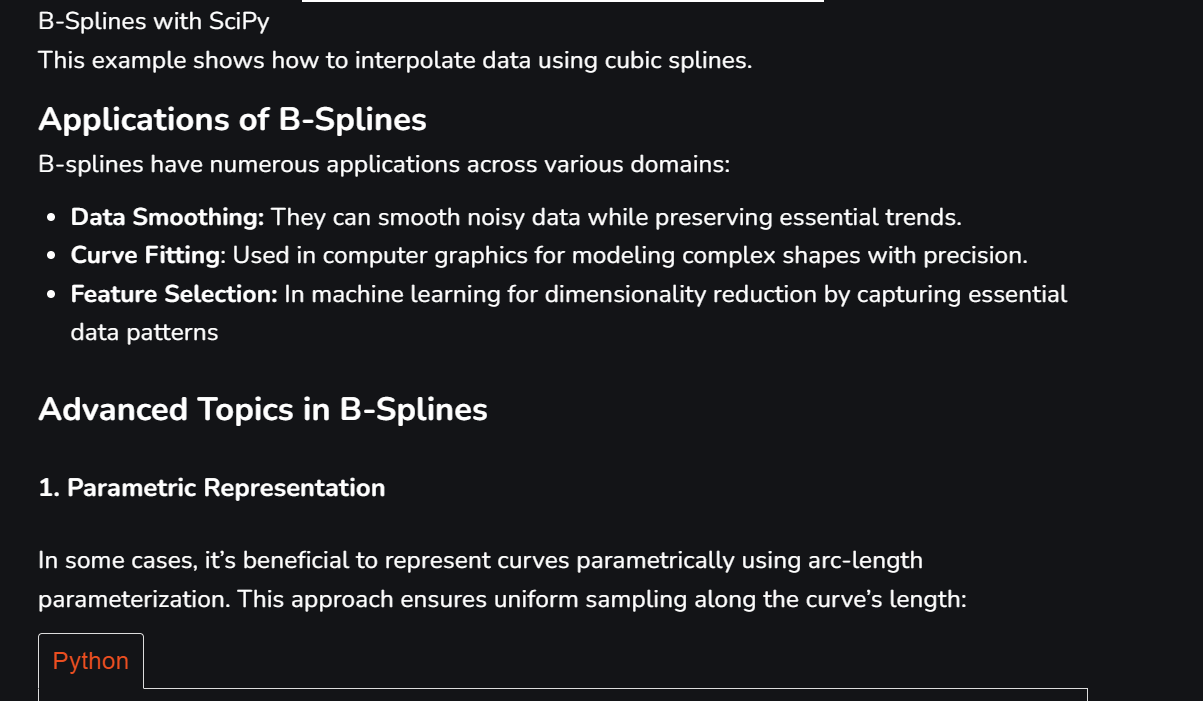 B-Splines with SciPy
This example shows how to interpolate data using cubic splines.
Applications of B-Splines
B-splines have numerous applications across various domains:
• Data Smoothing: They can smooth noisy data while preserving essential trends.
• Curve Fitting: Used in computer graphics for modeling complex shapes with precision.
• Feature Selection: In machine learning for dimensionality reduction by capturing essential
data patterns
Advanced Topics in B-Splines
1. Parametric Representation
In some cases, it’s beneficial to represent curves parametrically using arc-length
parameterization. This approach ensures uniform sampling along the curve’s length:
Python